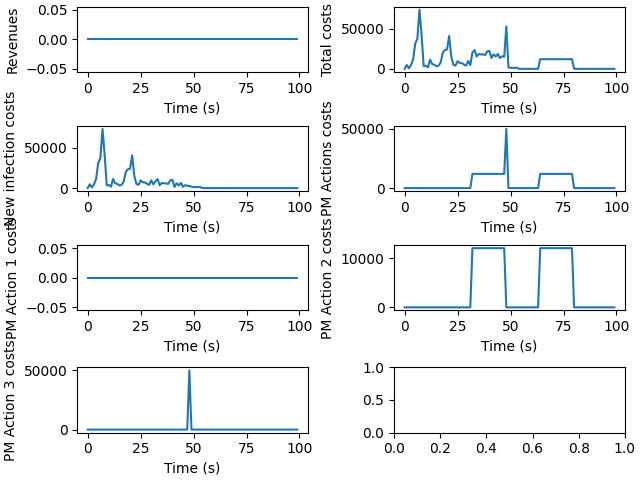 Revenues
0.05
0.00
−0.05
0 25 50 75 100
Time (s)
Total costs
50000
0
0 25 50 75 100
Time (s)
New infection costs
50000
0
0 25 50 75 100
Time (s)
PM Actions costs
50000
0
0 25 50 75 100
Time (s)
PM Action 1 costs
0.05
0.00
−0.05
0 25 50 75 100
Time (s)
PM Action 2 costs
10000
0
0 25 50 75 100
Time (s)
PM Action 3 costs
50000
0
0 25 50 75 100
Time (s)
1.0
0.5
0.0
0.0 0.2 0.4 0.6 0.8 1.0